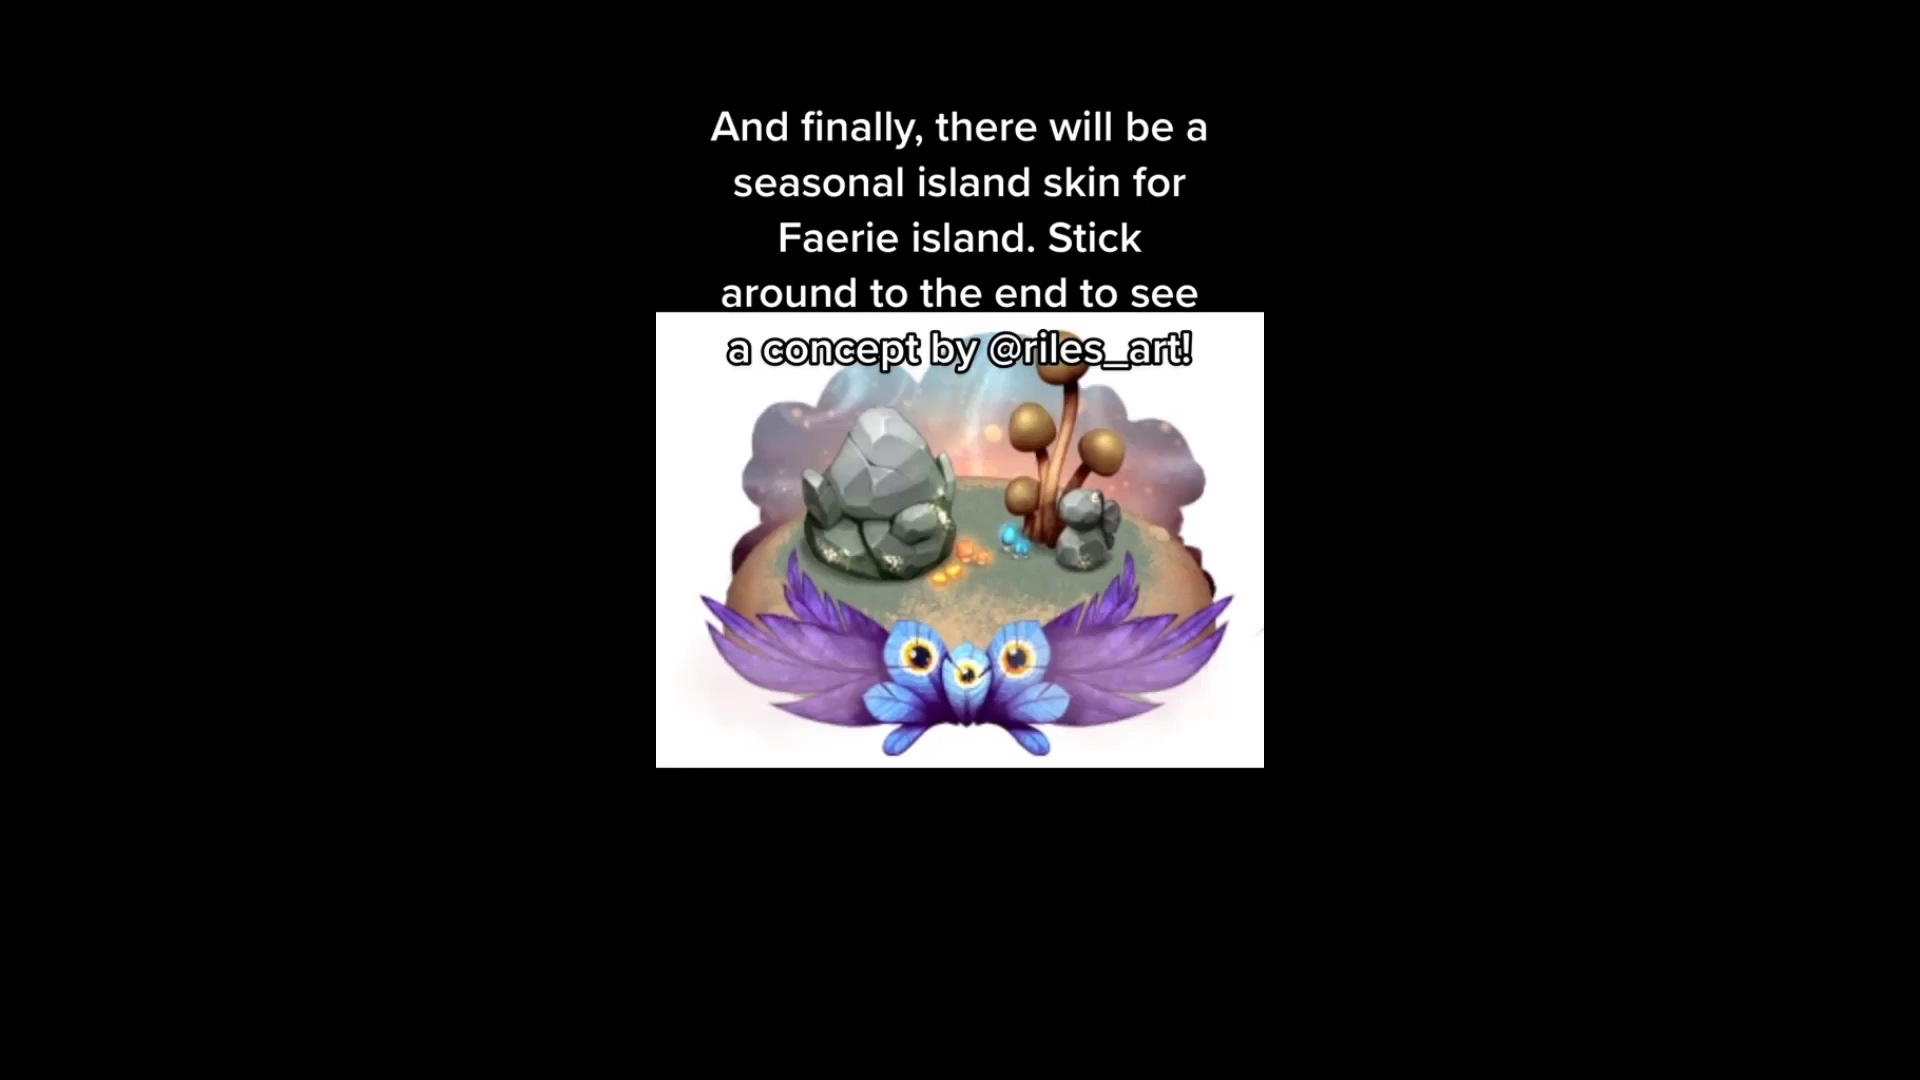 And finally, there will be a
seasonal island skin for
Faerie island. Stick
around to the end to see
a concept by @riles_art!